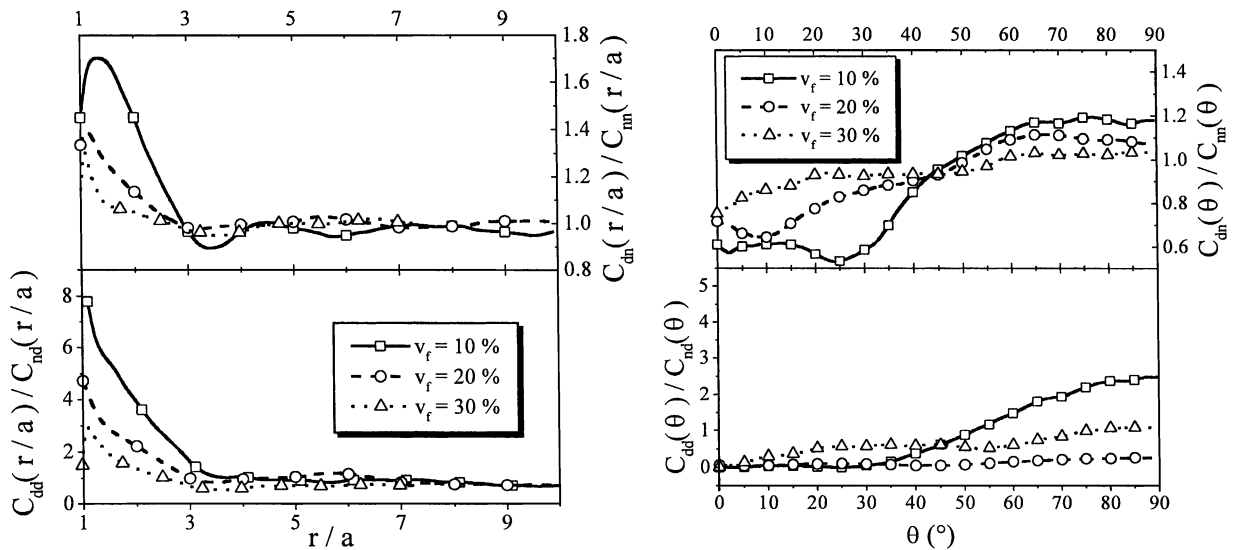 1 3 5 7 9
1.8
1.6
1.4
1.2
1.0
0.8
C_dn(r / a) / C_nn(r / a)
8
6
4
2
0
C_dd(r / a) / C_nd(r / a)
v_f = 10 %
v_f = 20 %
v_f = 30 %
1 3 5 7 9
r / a
0 10 20 30 40 50 60 70 80 90
v_f = 10 %
v_f = 20 %
v_f = 30 %
1.4
1.2
1.0
0.8
0.6
C_dn(θ) / C_nn(θ)
5
4
3
2
1
0
C_dd(θ) / C_nd(θ)
0 10 20 30 40 50 60 70 80 90
θ (°)